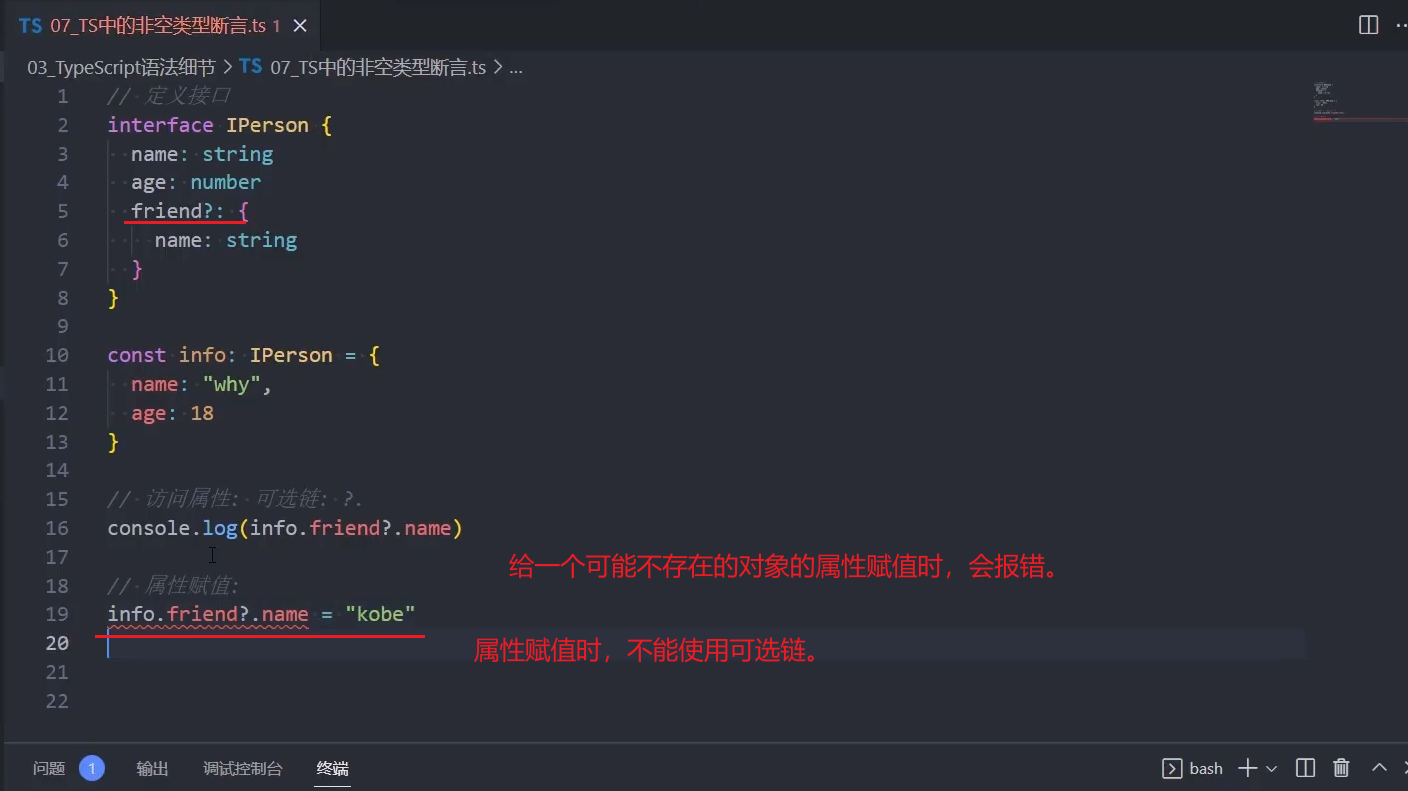 TS 07_TS中的非空类型断言.ts 1
03_TypeScript语法细节 > TS 07_TS中的非空类型断言.ts > ...
1 // 定义接口
2 interface IPerson {
3 name: string
4 age: number
5 friend?: {
6 name: string
7 }
8 }
9
10 const info: IPerson = {
11 name: "why",
12 age: 18
13 }
14
15 // 访问属性: 可选链: ?.
16 console.log(info.friend?.name)
17
给一个可能不存在的对象的属性赋值时，会报错。
18 // 属性赋值:
19 info.friend?.name = "kobe"
20
属性赋值时，不能使用可选链。
21
22
问题 1 输出 调试控制台 终端 bash